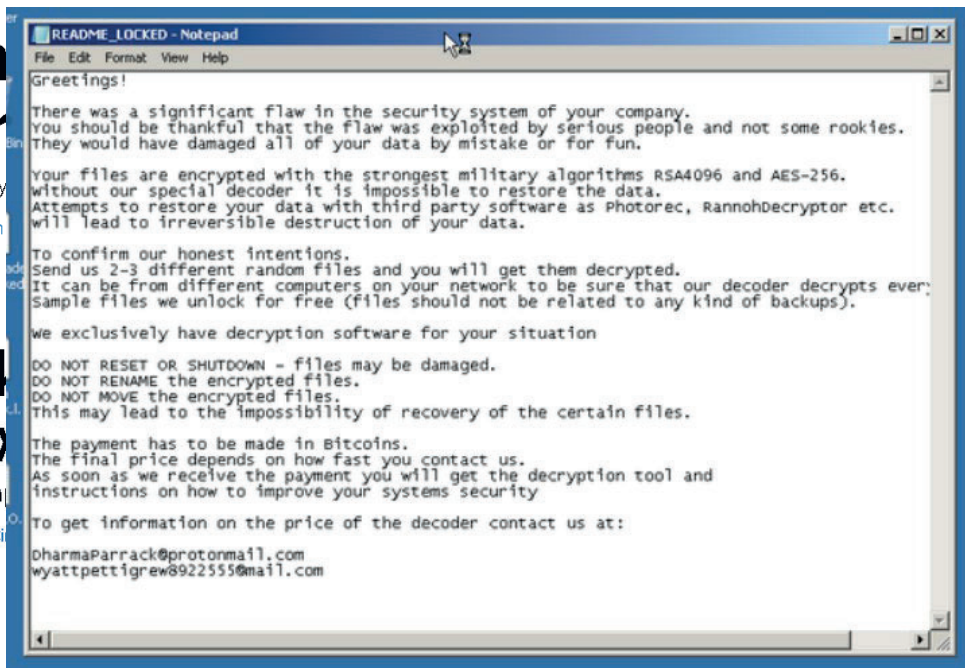 README_LOCKED - Notepad
File Edit Format View Help
Greetings!
There was a significant flaw in the security system of your company.
You should be thankful that the flaw was exploited by serious people and not some rookies.
They would have damaged all of your data by mistake or for fun.
Your files are encrypted with the strongest military algorithms RSA4096 and AES-256.
Without our special decoder it is impossible to restore the data.
Attempts to restore your data with third party software as Photorec, RannohDecryptor etc.
will lead to irreversible destruction of your data.
To confirm our honest intentions.
Send us 2-3 different random files and you will get them decrypted.
It can be from different computers on your network to be sure that our decoder decrypts every
Sample files we unlock for free (files should not be related to any kind of backups).
We exclusively have decryption software for your situation
DO NOT RESET OR SHUTDOWN - files may be damaged.
DO NOT RENAME the encrypted files.
DO NOT MOVE the encrypted files.
This may lead to the impossibility of recovery of the certain files.
The payment has to be made in Bitcoins.
The final price depends on how fast you contact us.
As soon as we receive the payment you will get the decryption tool and
instructions on how to improve your systems security
To get information on the price of the decoder contact us at:
DharmaParrack@protonmail.com
wyattpettigrew8922555@mail.com